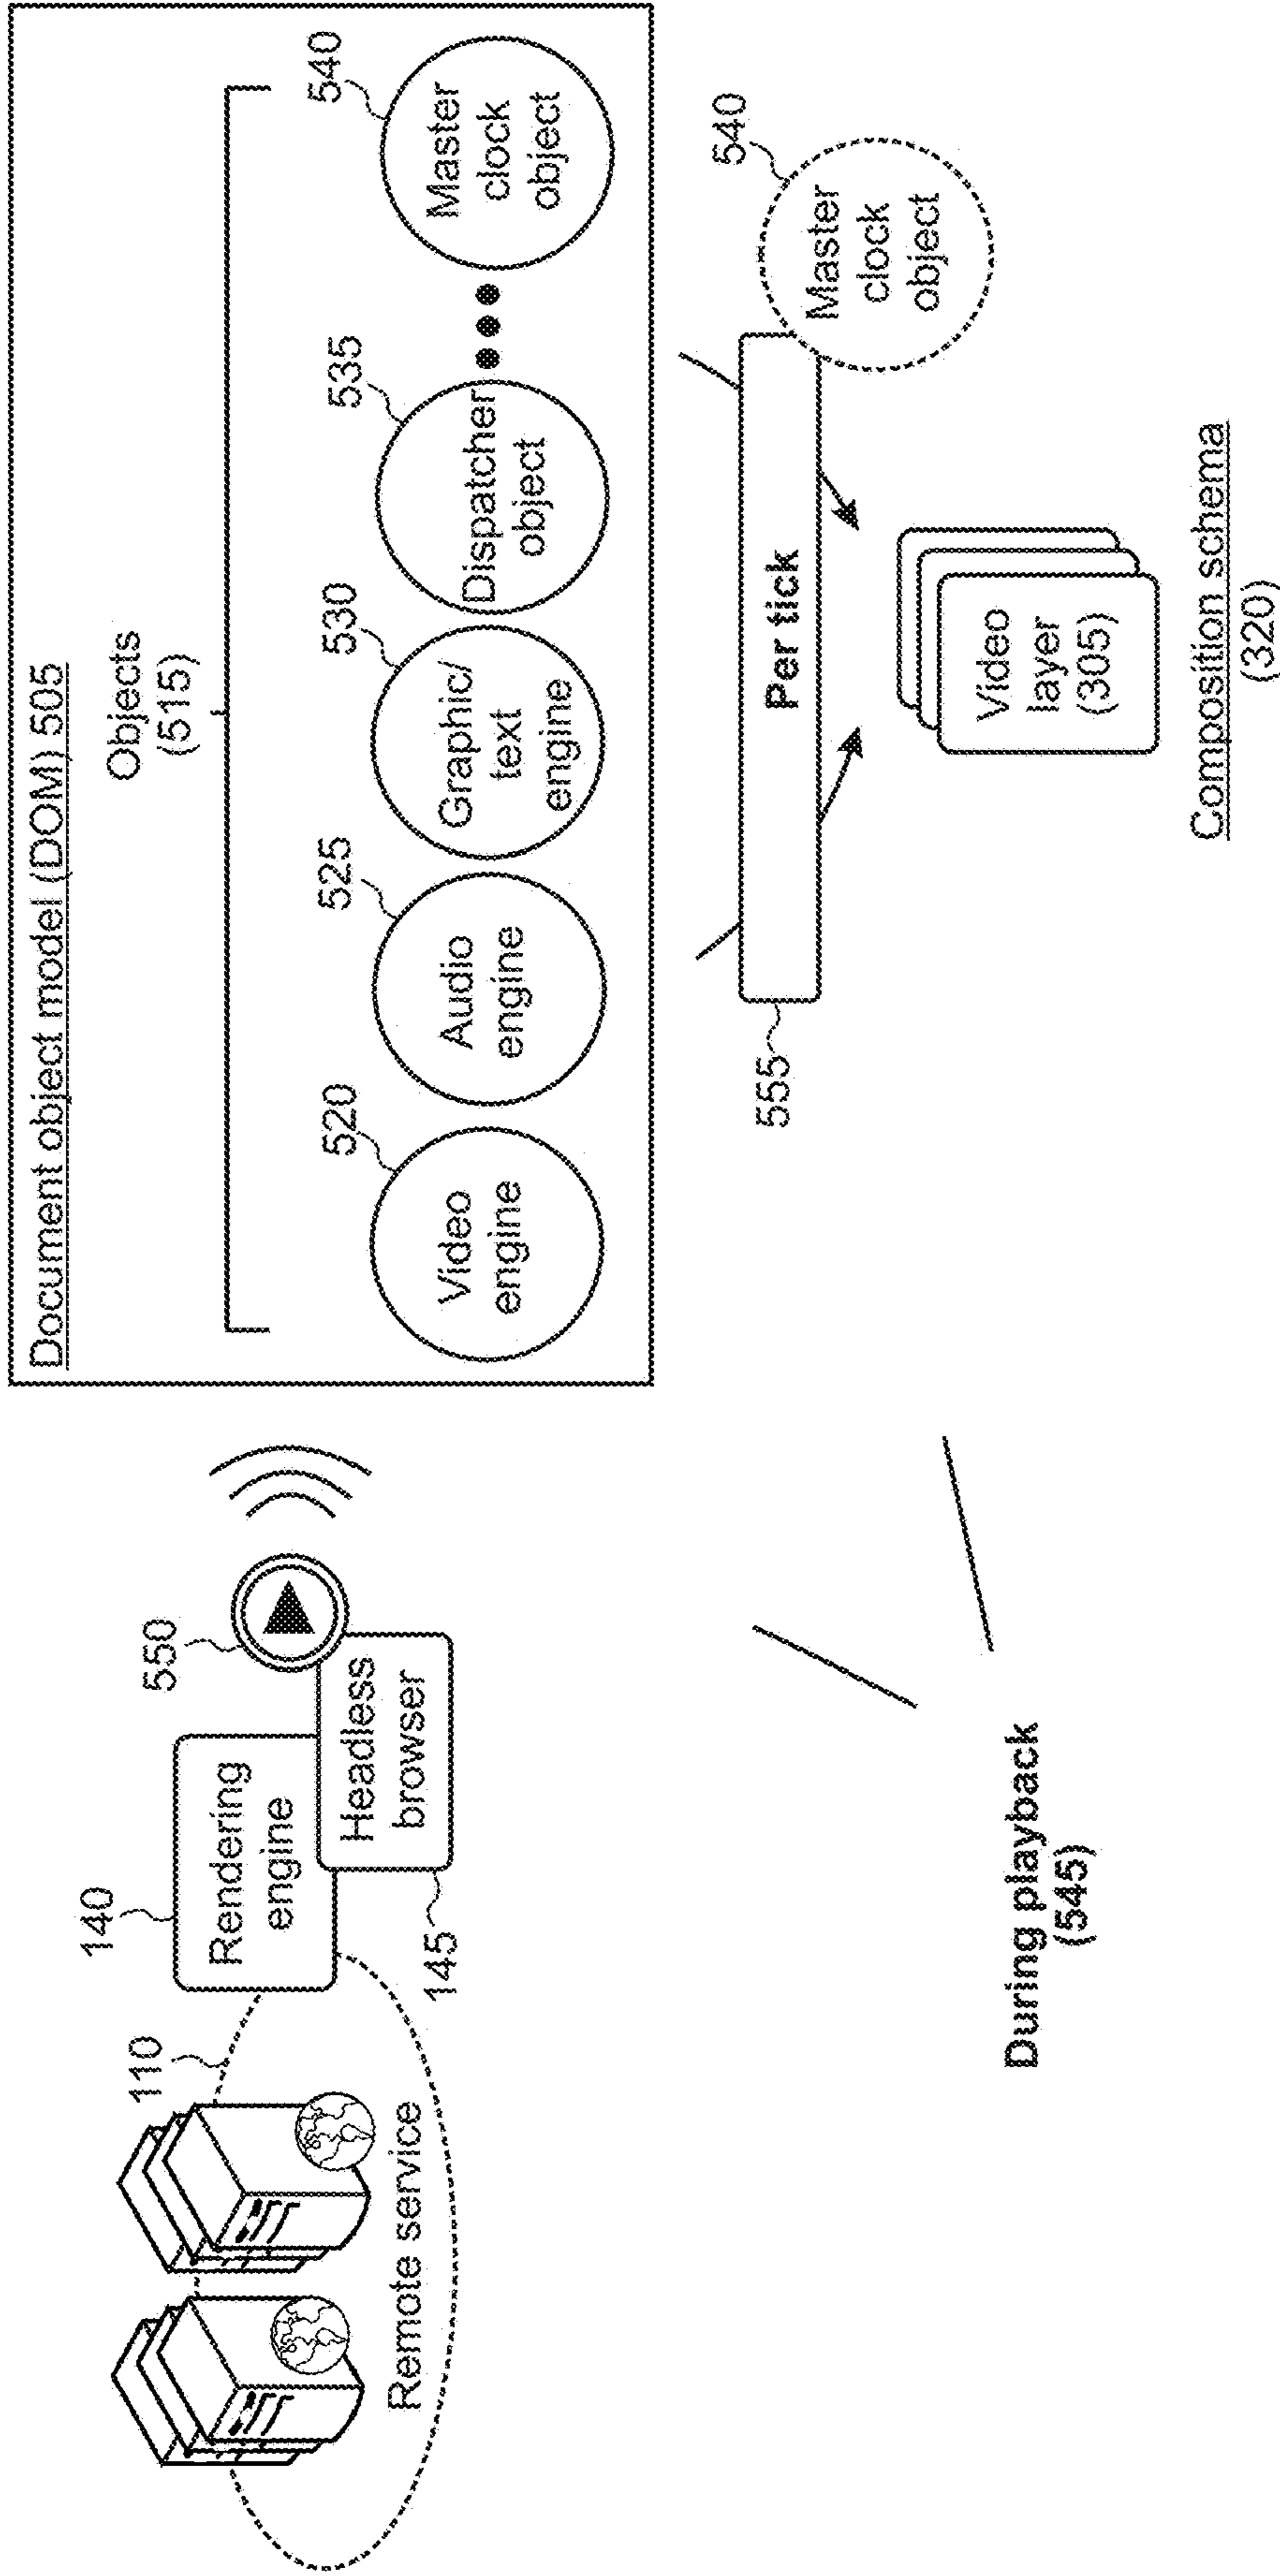 Document object model (DOM) 505
Objects
(515)
520
525
530
535
540
Video
engine
Audio
engine
Graphic/
text
engine
Dispatcher
object
Master
clock
object
110
140
550
Rendering
engine
Headless
browser
145
Remote service
555
Per tick
540
Master
clock
object
Video
layer
(305)
Composition schema
(320)
During playback
(545)